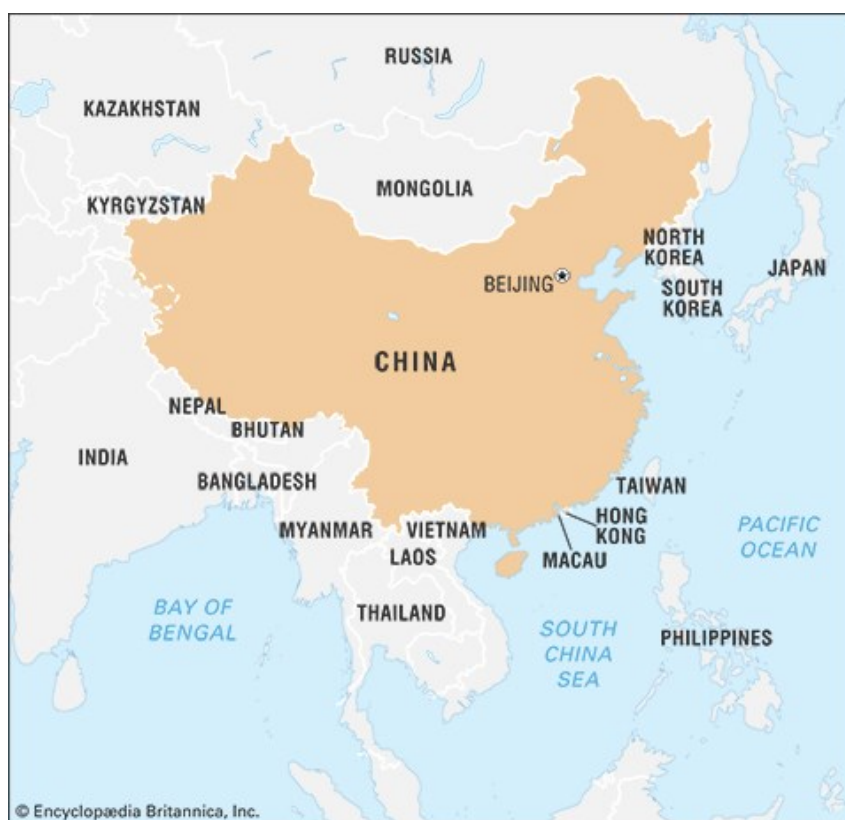 RUSSIA
KAZAKHSTAN
MONGOLIA
KYRGYZSTAN
NORTH
KOREA
JAPAN
BEIJING
SOUTH
KOREA
CHINA
NEPAL
BHUTAN
INDIA
BANGLADESH
TAIWAN
HONG
KONG
MYANMAR
VIETNAM
PACIFIC
OCEAN
LAOS
MACAU
BAY OF
BENGAL
THAILAND
SOUTH
CHINA
SEA
PHILIPPINES
© Encyclopædia Britannica, Inc.